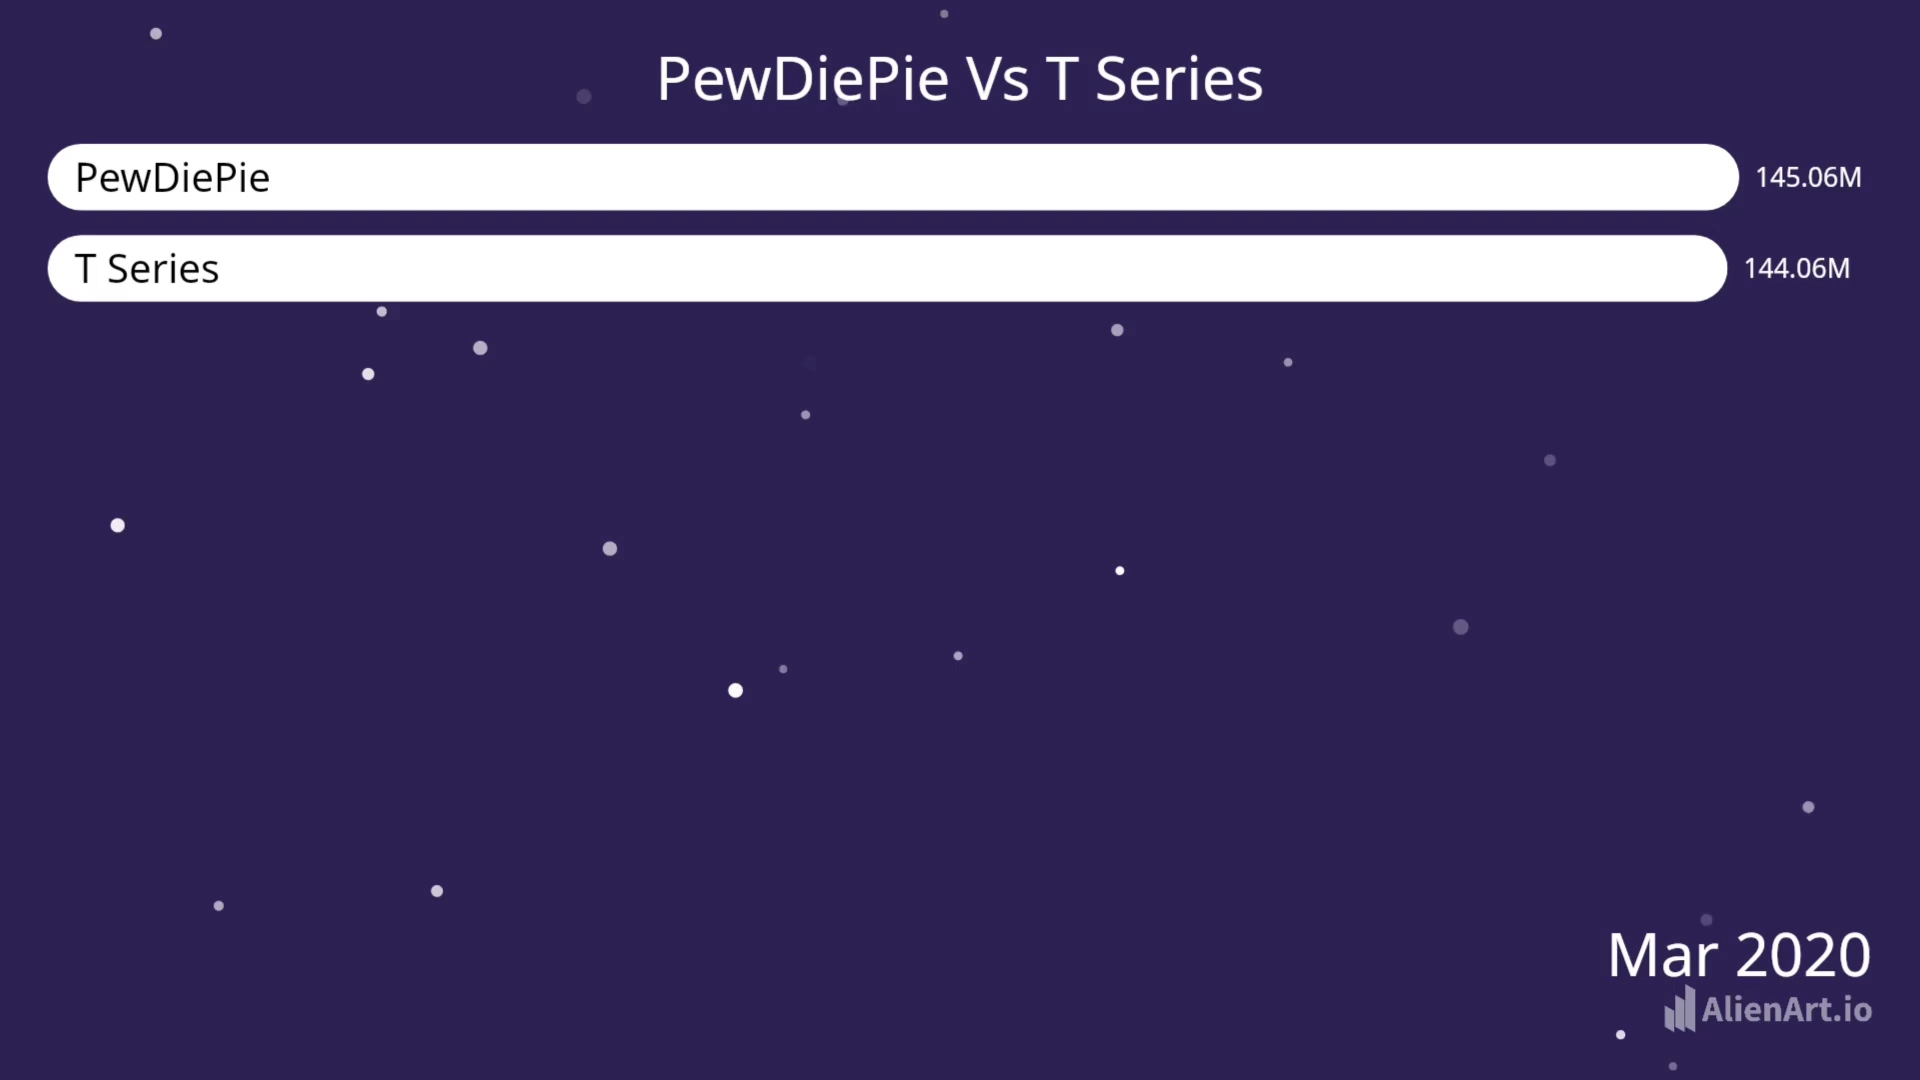 PewDiePie Vs T Series
PewDiePie 145.06M
T Series 144.06M
Mar 2020
AlienArt.io